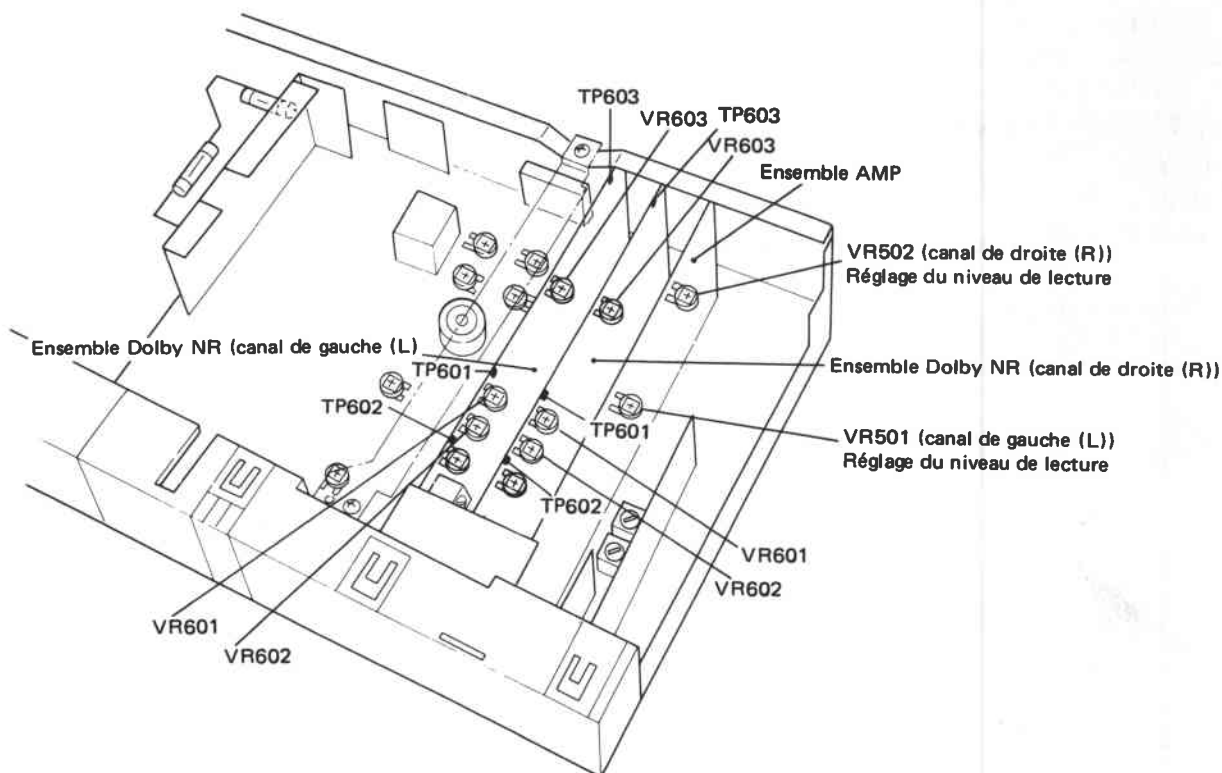 TP603
VR603
TP603
VR603
Ensemble AMP
VR502 (canal de droite (R))
Réglage du niveau de lecture
Ensemble Dolby NR (canal de gauche (L)
Ensemble Dolby NR (canal de droite (R))
TP601
TP602
TP601
VR501 (canal de gauche (L))
Réglage du niveau de lecture
TP602
VR601
VR602
VR601
VR602